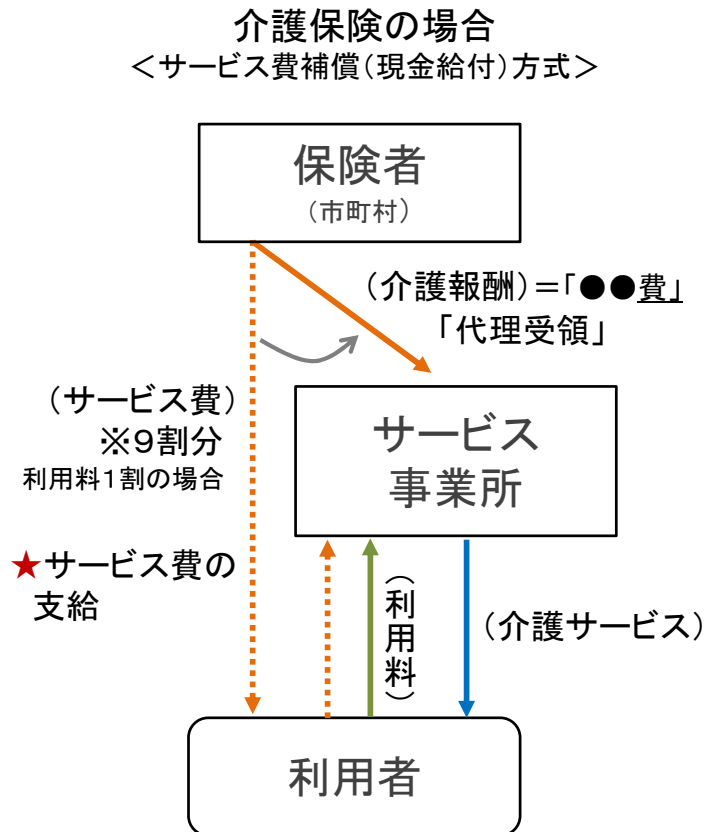 介護保険の場合
＜サービス費補償（現金給付）方式＞
保険者
（市町村）
（介護報酬）＝「●●費」
「代理受領」
（サービス費）
※９割分
利用料１割の場合
サービス
事業所
★サービス費の
支給
（利用料）
（介護サービス）
利用者